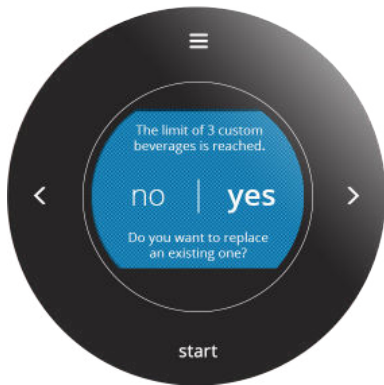 The limit of 3 custom
beverages is reached.
no | yes
Do you want to replace
an existing one?
start